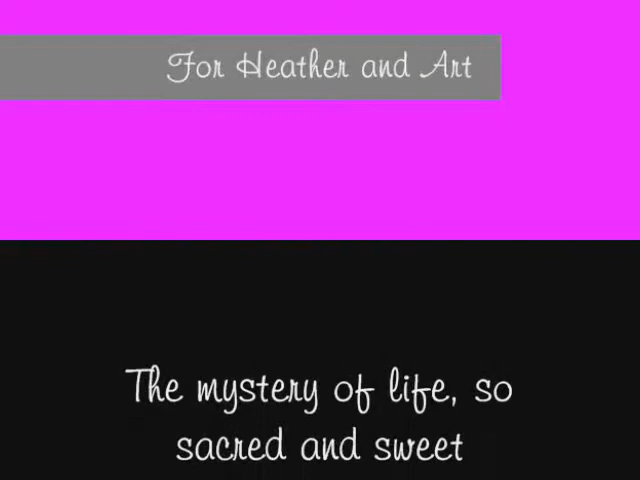 For Heather and Art
The mystery of life, so
sacred and sweet